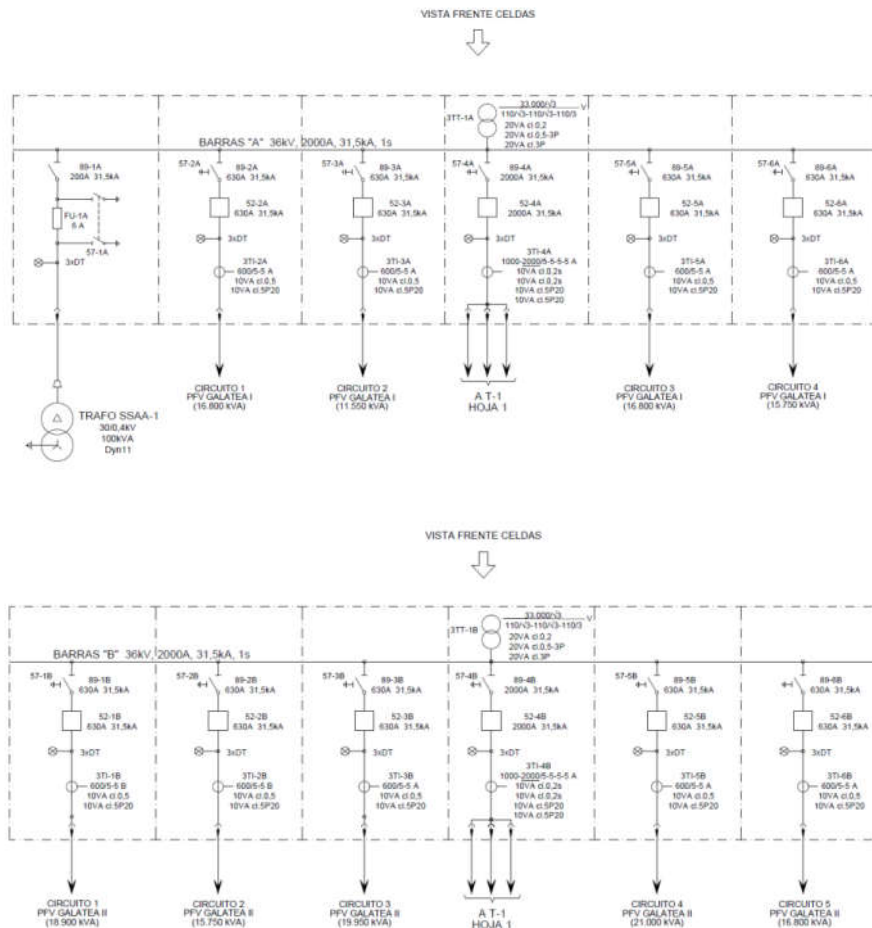 VISTA FRENTE CELDAS
3TT-1A
33.000/√3 V
110/√3-110/√3-110/3
20VA cl.0,2
20VA cl.0,5-3P
20VA cl.3P
BARRAS "A" 36kV, 2000A, 31,5kA, 1s
89-1A
200A 31,5kA
FU-1A
6 A
57-1A
3xDT
57-2A
89-2A
630A 31,5kA
52-2A
630A 31,5kA
3xDT
3TI-2A
600/5-5 A
10VA cl.0,5
10VA cl.5P20
57-3A
89-3A
630A 31,5kA
52-3A
630A 31,5kA
3xDT
3TI-3A
600/5-5 A
10VA cl.0,5
10VA cl.5P20
57-4A
89-4A
2000A 31,5kA
52-4A
2000A 31,5kA
3xDT
3TI-4A
1000-2000/5-5-5-5 A
10VA cl.0,2s
10VA cl.0,2s
10VA cl.5P20
10VA cl.5P20
57-5A
89-5A
630A 31,5kA
52-5A
630A 31,5kA
3xDT
3TI-5A
600/5-5 A
10VA cl.0,5
10VA cl.5P20
57-6A
89-6A
630A 31,5kA
52-6A
630A 31,5kA
3xDT
3TI-6A
600/5-5 A
10VA cl.0,5
10VA cl.5P20
TRAFO SSAA-1
30/0,4kV
100kVA
Dyn11
CIRCUITO 1
PFV GALATEA I
(16.800 kVA)
CIRCUITO 2
PFV GALATEA I
(11.550 kVA)
A T-1
HOJA 1
CIRCUITO 3
PFV GALATEA I
(16.800 kVA)
CIRCUITO 4
PFV GALATEA I
(15.750 kVA)
VISTA FRENTE CELDAS
3TT-1B
33.000/√3 V
110/√3-110/√3-110/3
20VA cl.0,2
20VA cl.0,5-3P
20VA cl.3P
BARRAS "B" 36kV, 2000A, 31,5kA, 1s
57-1B
89-1B
630A 31,5kA
52-1B
630A 31,5kA
3xDT
3TI-1B
600/5-5 B
10VA cl.0,5
10VA cl.5P20
57-2B
89-2B
630A 31,5kA
52-2B
630A 31,5kA
3xDT
3TI-2B
600/5-5 B
10VA cl.0,5
10VA cl.5P20
57-3B
89-3B
630A 31,5kA
52-3B
630A 31,5kA
3xDT
3TI-3B
600/5-5 A
10VA cl.0,5
10VA cl.5P20
57-4B
89-4B
2000A 31,5kA
52-4B
2000A 31,5kA
3xDT
3TI-4B
1000-2000/5-5-5-5 A
10VA cl.0,2s
10VA cl.0,2s
10VA cl.5P20
10VA cl.5P20
57-5B
89-5B
630A 31,5kA
52-5B
630A 31,5kA
3xDT
3TI-5B
600/5-5 A
10VA cl.0,5
10VA cl.5P20
89-6B
630A 31,5kA
52-6B
630A 31,5kA
3xDT
3TI-6B
600/5-5 A
10VA cl.0,5
10VA cl.5P20
CIRCUITO 1
PFV GALATEA II
(18.900 kVA)
CIRCUITO 2
PFV GALATEA II
(15.750 kVA)
CIRCUITO 3
PFV GALATEA II
(19.950 kVA)
A T-1
HOJA 1
CIRCUITO 4
PFV GALATEA II
(21.000 kVA)
CIRCUITO 5
PFV GALATEA II
(16.800 kVA)